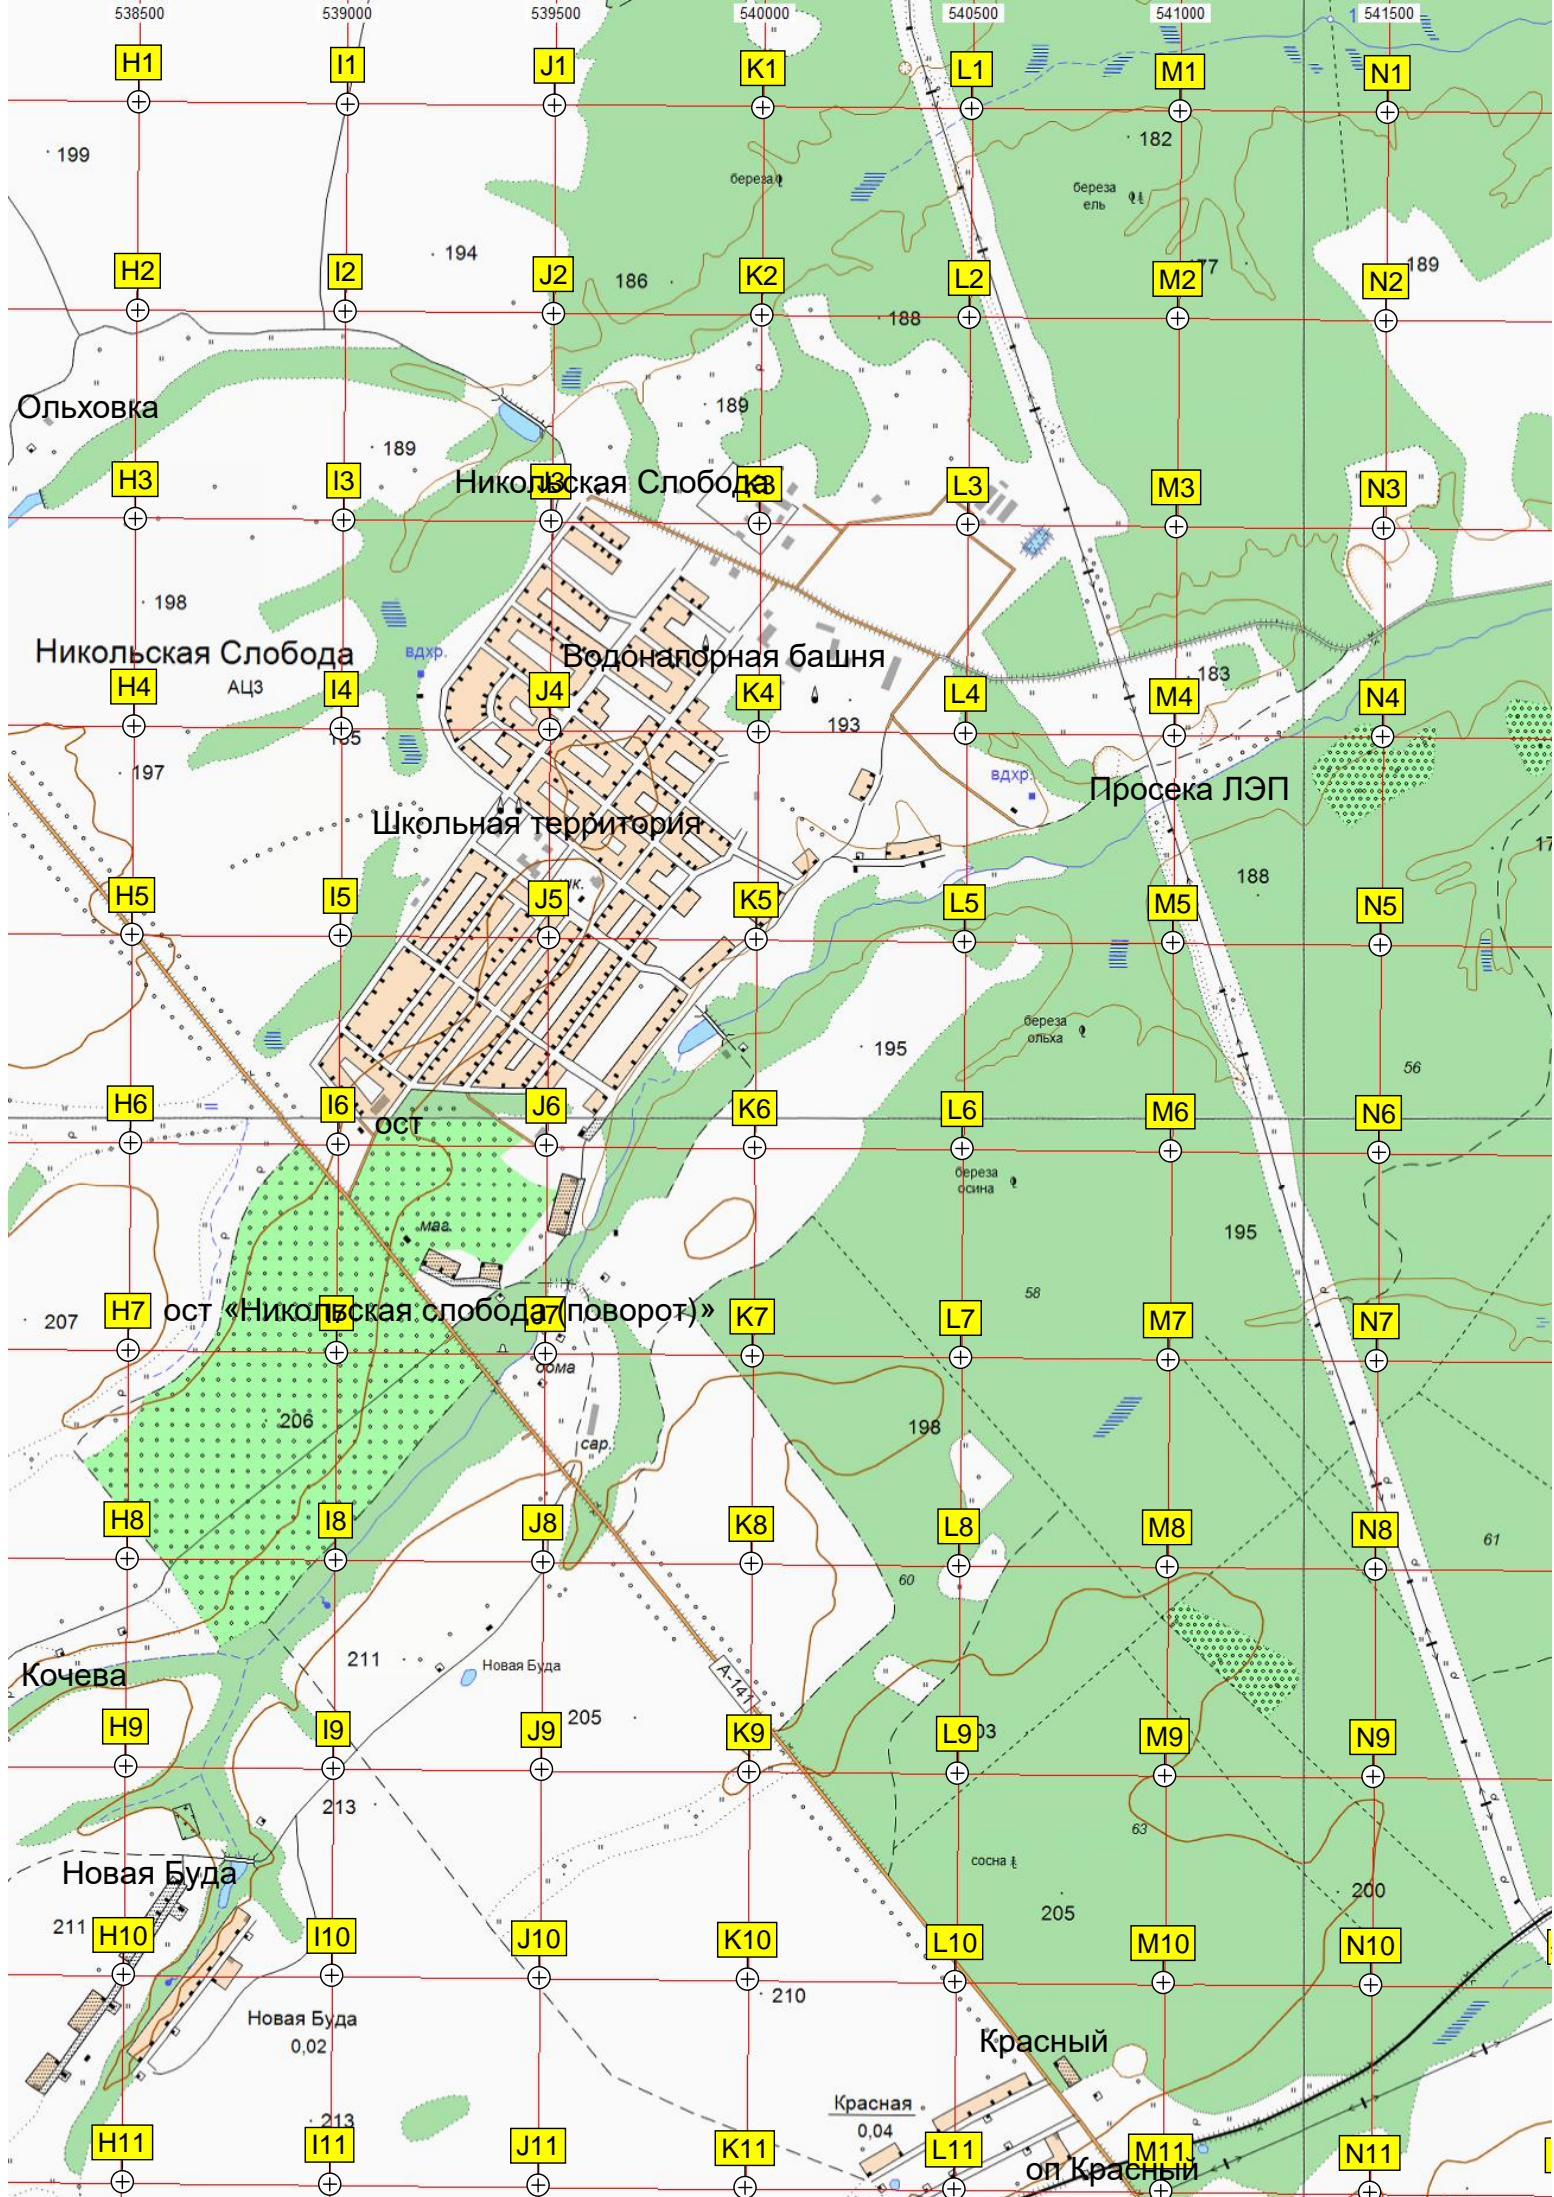 538500 539000 539500 540000 540500 541000 541500
H1 I1 J1 K1 L1 M1 N1
199
182
береза
береза
ель
194
186
188
189
H2 I2 J2 K2 L2 M2 N2
Ольховка
189
189
Никольская Слобода
H3 I3 J3 K3 L3 M3 N3
198
Никольская Слобода
АЦЗ
вдхр.
Водонапорная башня
183
H4 I4 J4 K4 L4 M4 N4
193
197
вдхр.
Просека ЛЭП
Школьная территория
188
H5 I5 J5 K5 L5 M5 N5
береза
ольха
195
56
H6 I6 J6 K6 L6 M6 N6
ост
береза
осина
маг.
195
58
207
ост «Никольская слобода (поворот)»
H7 I7 J7 K7 L7 M7 N7
206
198
сар.
H8 I8 J8 K8 L8 M8 N8
61
60
211
Новая Буда
Кочева
А-141
205
H9 I9 J9 K9 L9 M9 N9
213
63
сосна
Новая Буда
200
205
211
H10 I10 J10 K10 L10 M10 N10
210
Новая Буда
0,02
Красный
Красная
0,04
213
H11 I11 J11 K11 L11 M11 N11
оп Красный